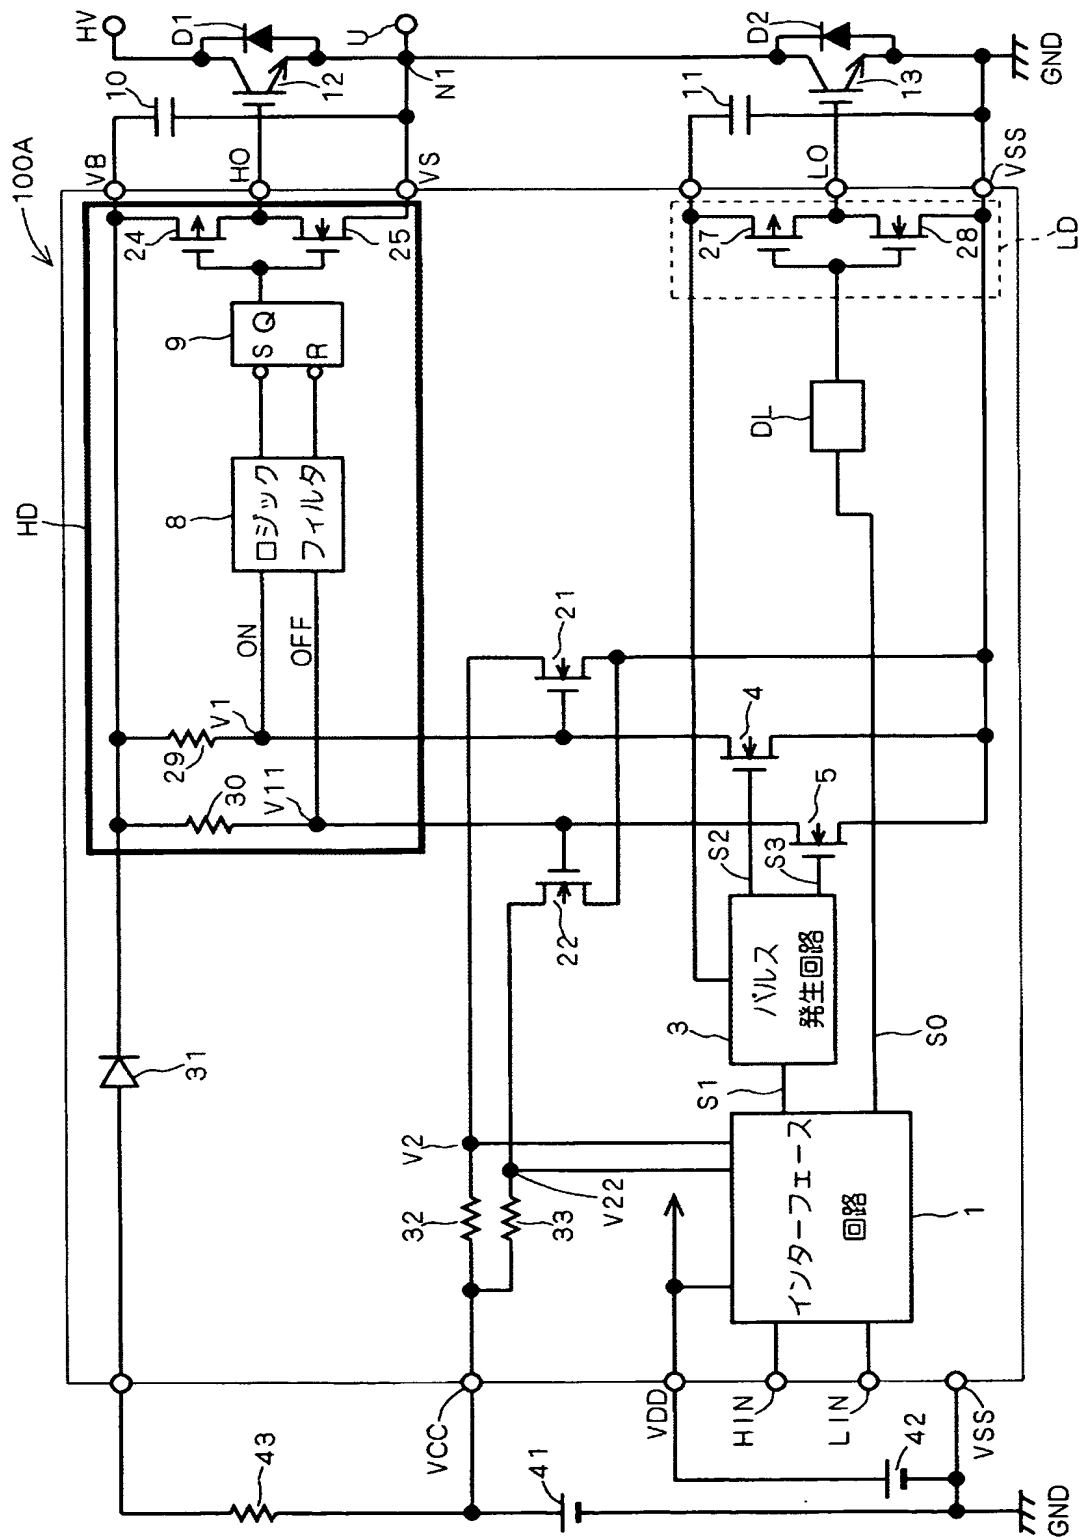 100A
HV
D1
U
10
12
N1
VB
HO
VS
HD
24
25
9
S Q
R
8
ロジック
フィルタ
ON
OFF
V1
29
30
V11
D2
11
13
GND
LO
VSS
27
28
LD
DL
21
22
4
5
S2
S3
3
パルス
発生回路
S1
S0
31
V2
32
33
V22
インターフェース
回路
1
43
VCC
41
VDD
HIN
LIN
42
VSS
GND